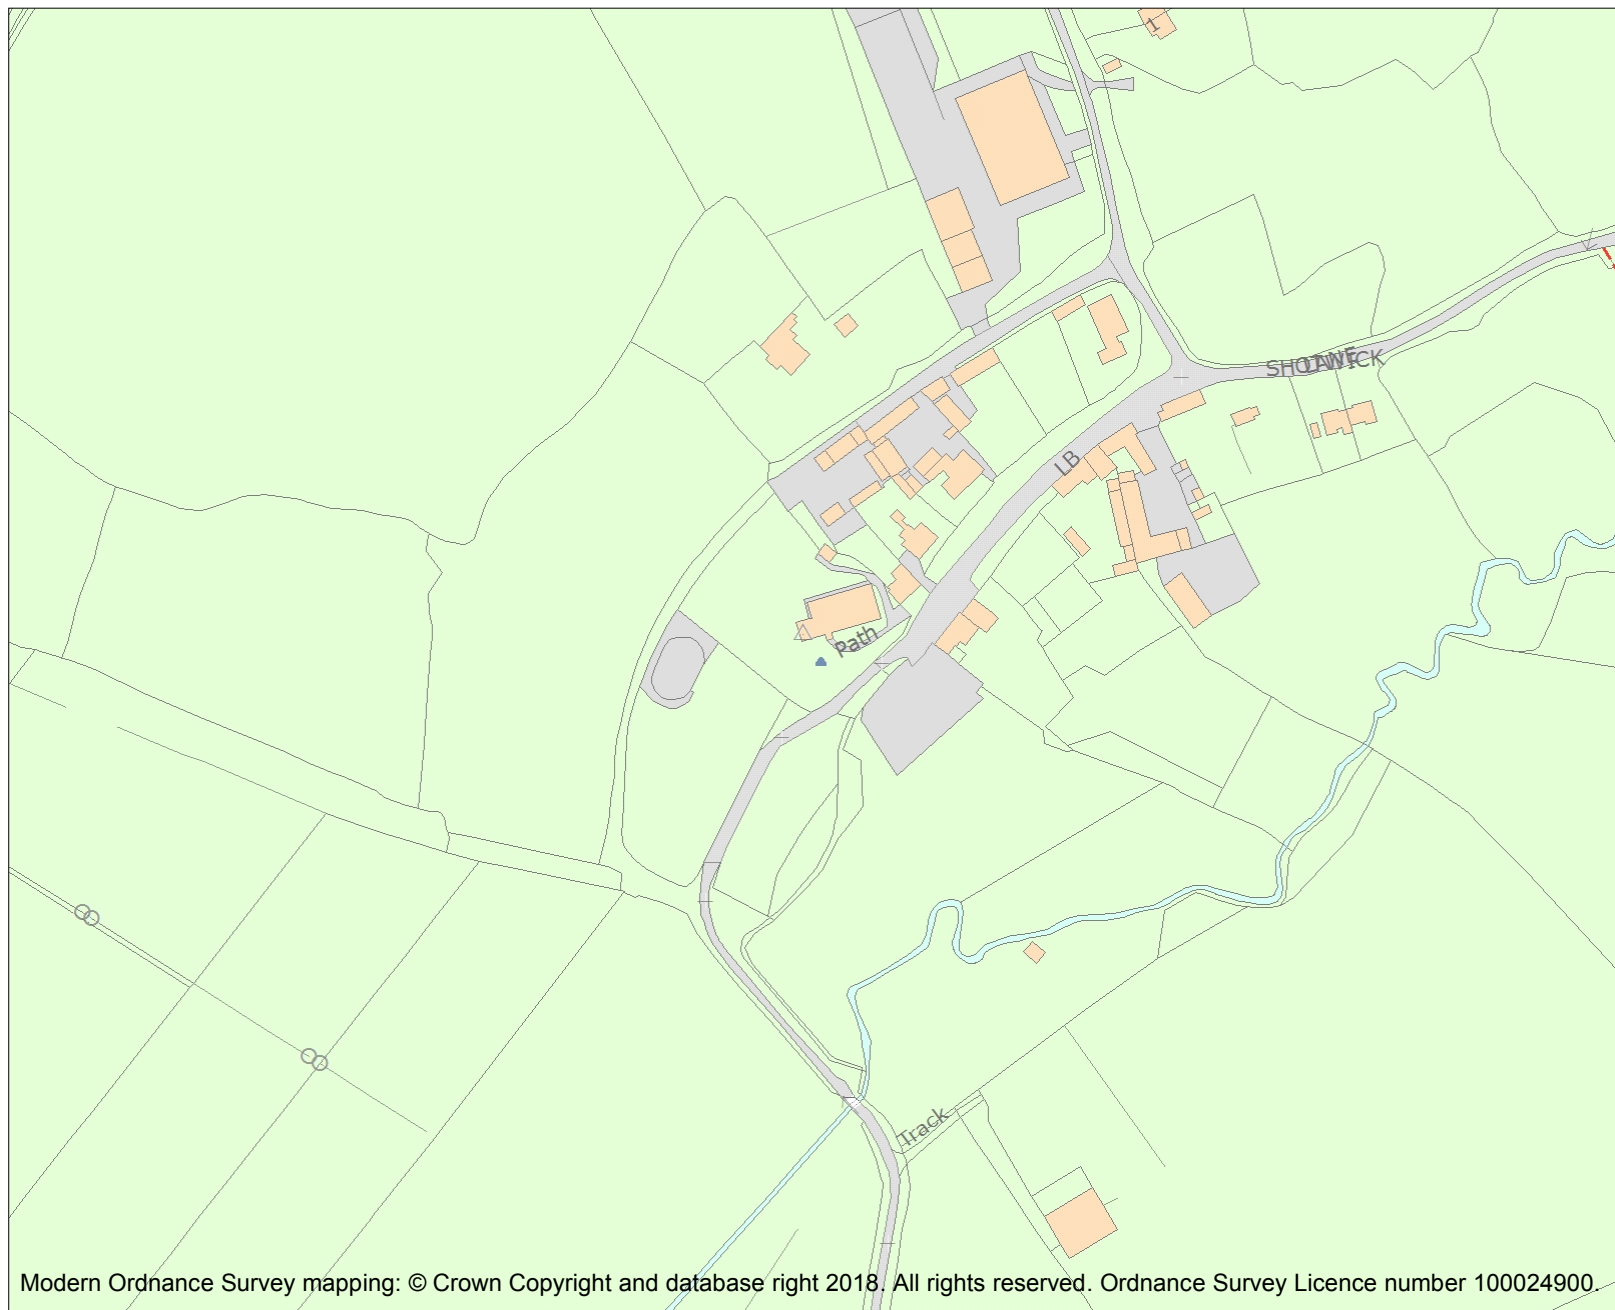 1
SHOTWICK
LANE
LB
Path
Track
Modern Ordnance Survey mapping: © Crown Copyright and database right 2018. All rights reserved. Ordnance Survey Licence number 100024900.